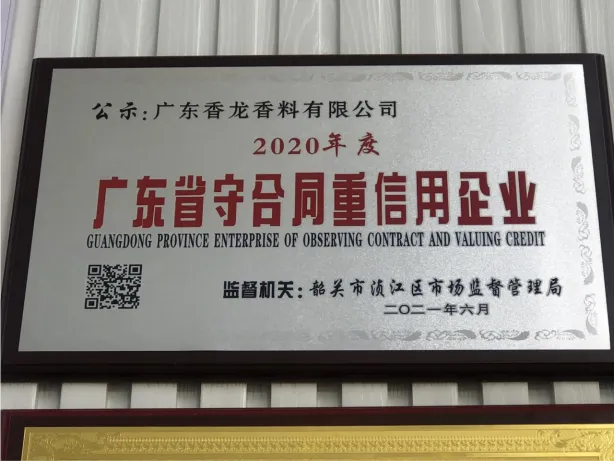 公示:广东香龙香料有限公司
2020年度
广东省守合同重信用企业
GUANGDONG PROVINCE ENTERPRISE OF OBSERVING CONTRACT AND VALUING CREDIT
监督机关:韶关市浈江区市场监督管理局
二〇二一年六月